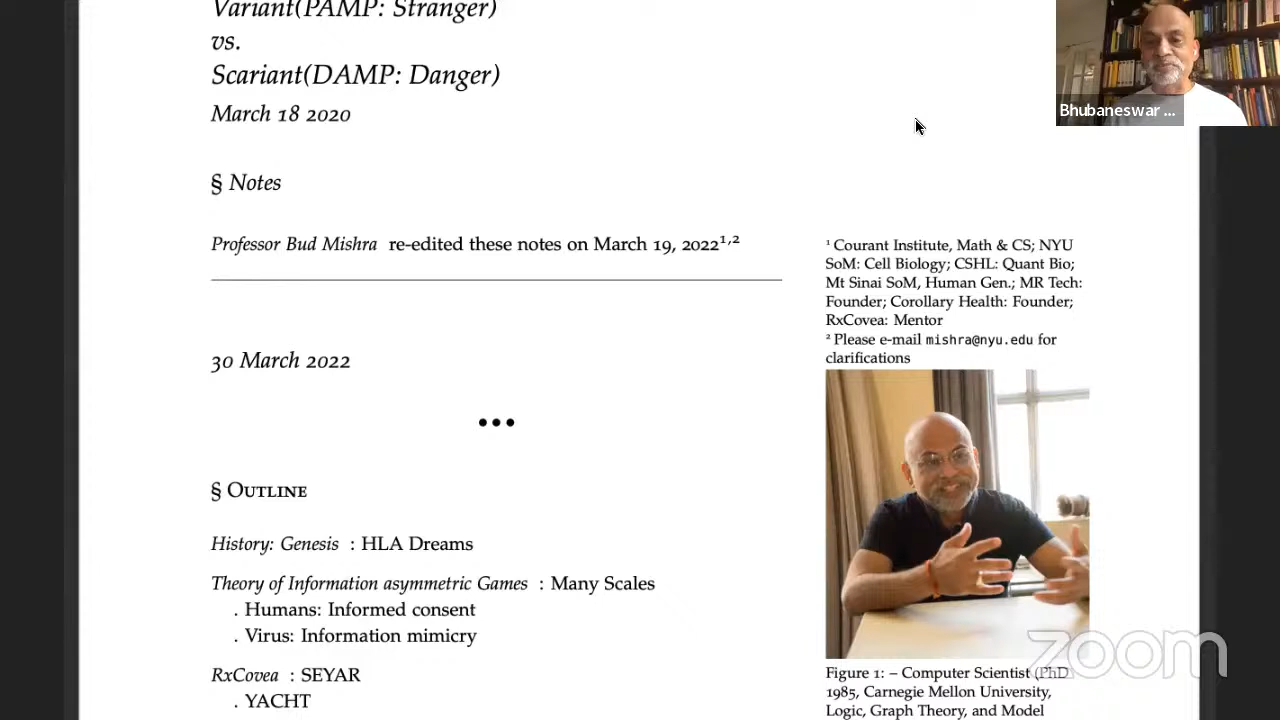 Variant(PAMP: Stranger)
vs.
Scariant(DAMP: Danger)
March 18 2020
Bhubaneswar ...
§ Notes
Professor Bud Mishra re-edited these notes on March 19, 2022¹,²
¹ Courant Institute, Math & CS; NYU
SoM: Cell Biology; CSHL: Quant Bio;
Mt Sinai SoM, Human Gen.; MR Tech:
Founder; Corollary Health: Founder;
RxCovea: Mentor
² Please e-mail mishra@nyu.edu for
clarifications
30 March 2022
•••
§ Outline
History: Genesis : HLA Dreams
Theory of Information asymmetric Games : Many Scales
. Humans: Informed consent
. Virus: Information mimicry
RxCovea : SEYAR
. YACHT
zoom
Figure 1: – Computer Scientist (PhD
1985, Carnegie Mellon University,
Logic, Graph Theory, and Model